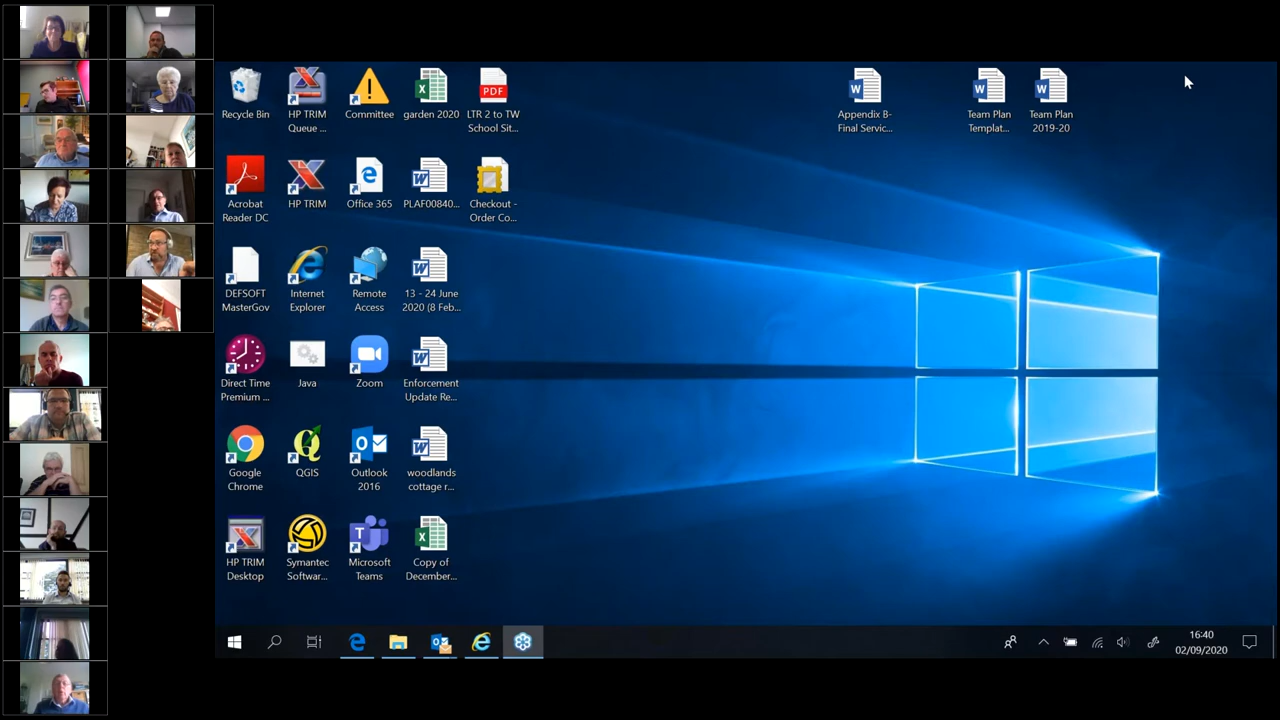 Recycle Bin
HP TRIM
Queue ...
Committee
garden 2020
PDF
LTR 2 to TW
School Sit...
Appendix B-
Final Servic...
Team Plan
Templat...
Team Plan
2019-20
Acrobat
Reader DC
HP TRIM
Office 365
PLAF00840...
Checkout -
Order Co...
DEFSOFT
MasterGov
Internet
Explorer
Remote
Access
13 - 24 June
2020 (8 Feb...
Direct Time
Premium ...
Java
Zoom
Enforcement
Update Re...
Google
Chrome
QGIS
Outlook
2016
woodlands
cottage r...
HP TRIM
Desktop
Symantec
Softwar...
Microsoft
Teams
Copy of
December...
16:40
02/09/2020